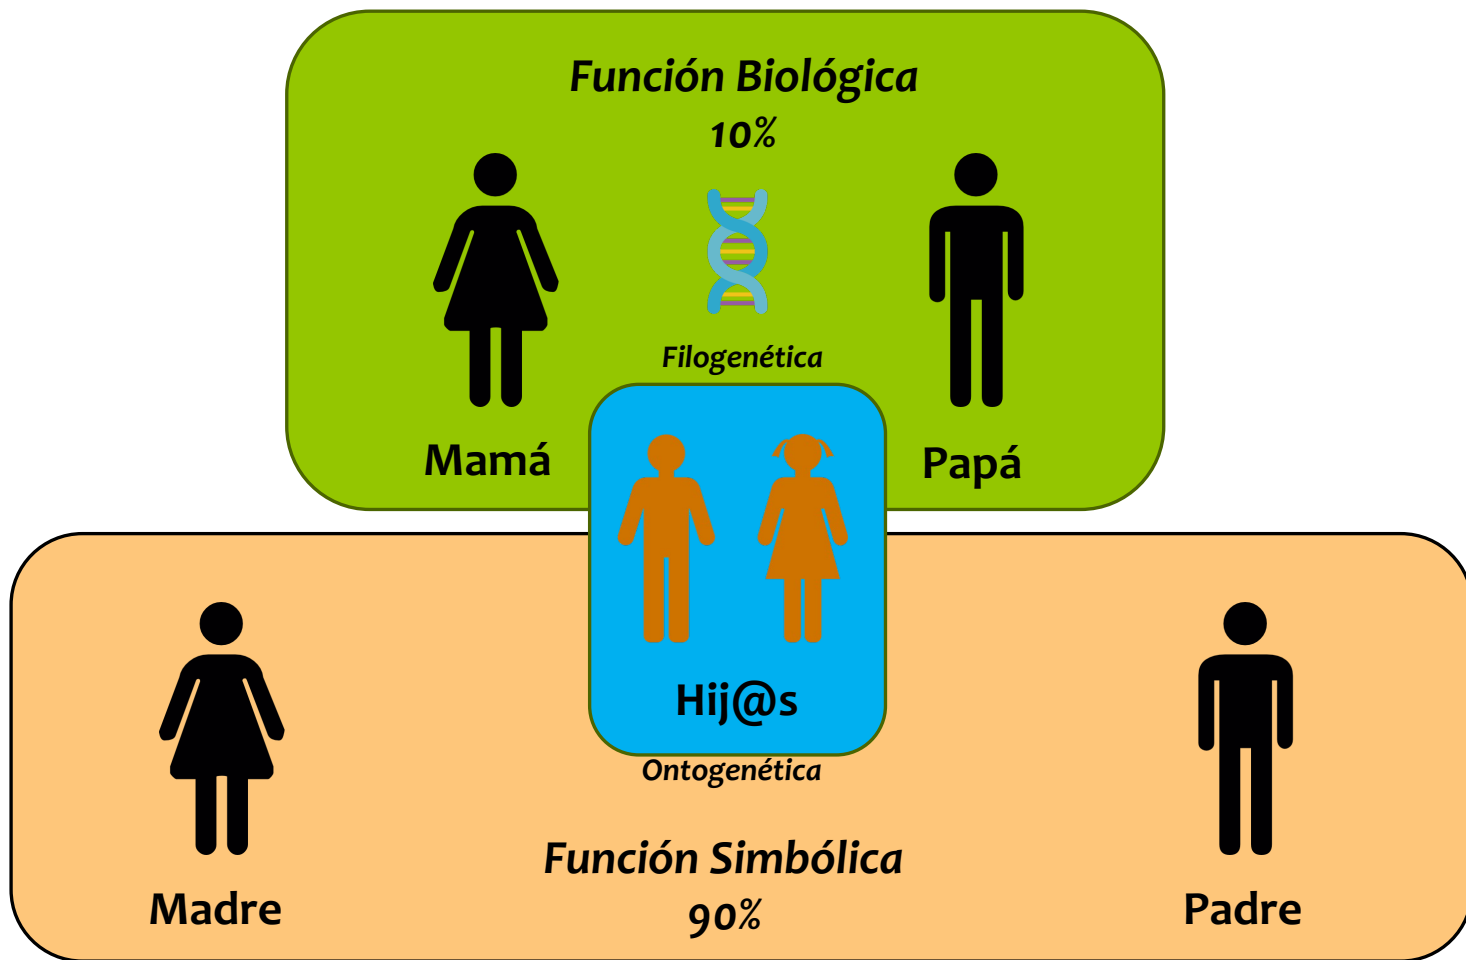 Función Biológica
10%
Filogenética
Mamá
Papá
Hij@s
Ontogenética
Función Simbólica
90%
Madre
Padre